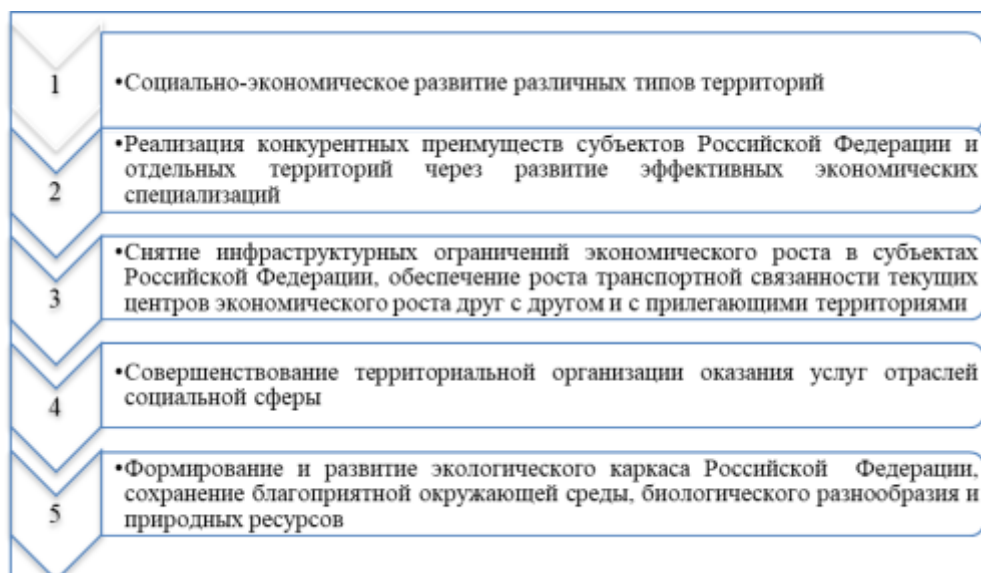 1
•Социально-экономическое развитие различных типов территорий
2
•Реализация конкурентных преимуществ субъектов Российской Федерации и
отдельных территорий через развитие эффективных экономических
специализаций
3
•Снятие инфраструктурных ограничений экономического роста в субъектах
Российской Федерации, обеспечение роста транспортной связанности текущих
центров экономического роста друг с другом и с прилегающими территориями
4
•Совершенствование территориальной организации оказания услуг отраслей
социальной сферы
5
•Формирование и развитие экологического каркаса Российской Федерации,
сохранение благоприятной окружающей среды, биологического разнообразия и
природных ресурсов